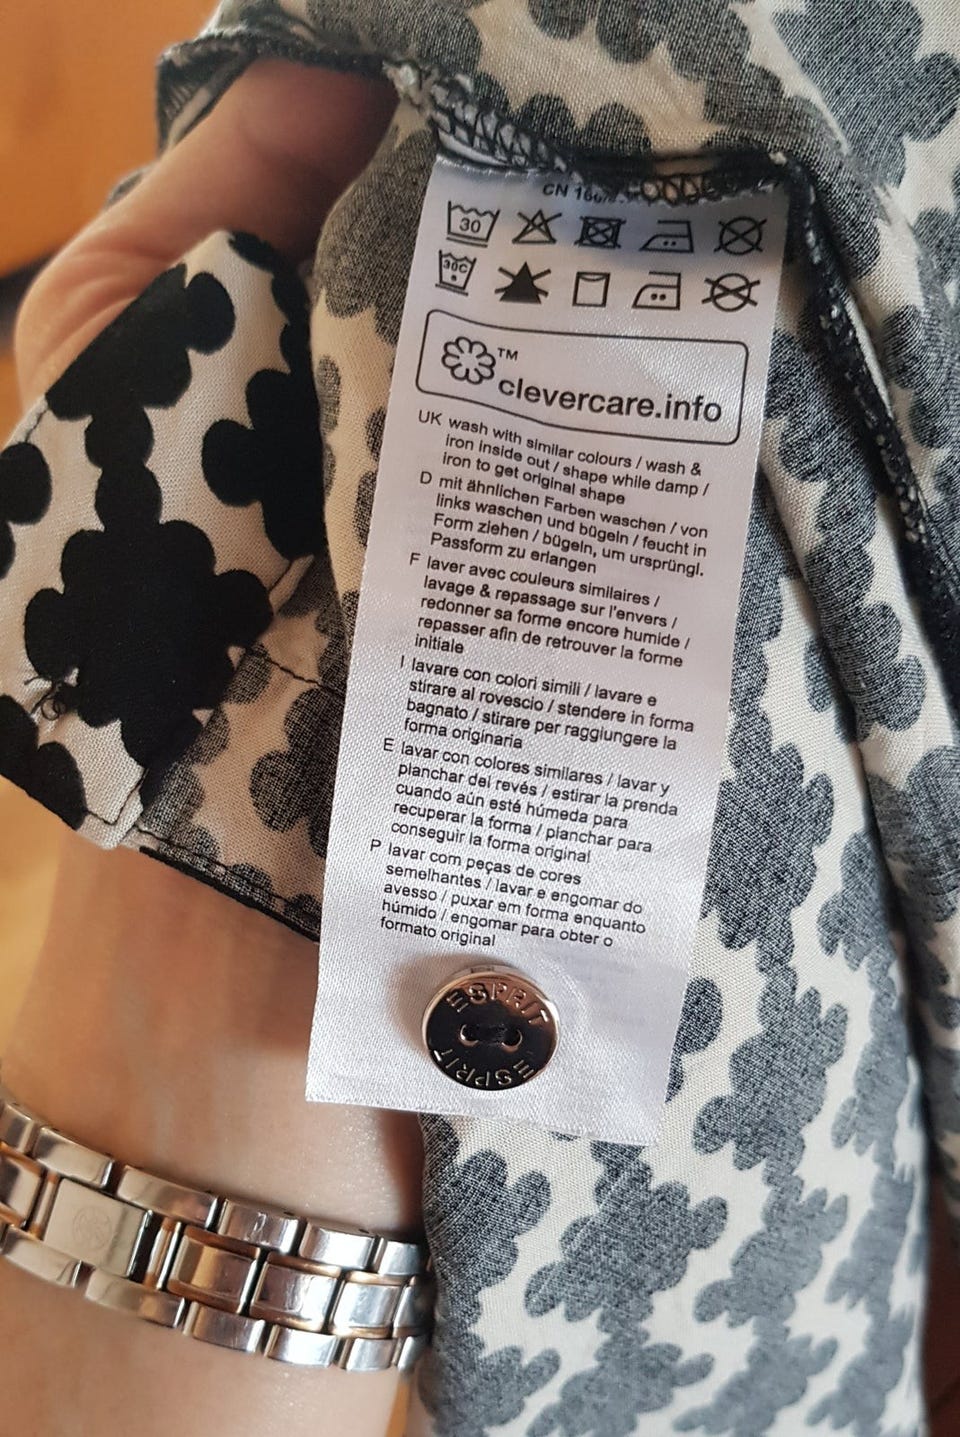 CN
30
30C
TM
clevercare.info
UK wash with similar colours / wash &
iron inside out / shape while damp /
iron to get original shape
D mit ähnlichen Farben waschen / von
links waschen und bügeln / feucht in
Form ziehen / bügeln, um ursprüngl.
Passform zu erlangen
F laver avec couleurs similaires /
lavage & repassage sur l'envers /
redonner sa forme encore humide /
repasser afin de retrouver la forme
initiale
I lavare con colori simili / lavare e
stirare al rovescio / stendere in forma
bagnato / stirare per raggiungere la
forma originaria
E lavar con colores similares / lavar y
planchar del revés / estirar la prenda
cuando aún esté húmeda para
recuperar la forma / planchar para
conseguir la forma original
P lavar com peças de cores
semelhantes / lavar e engomar do
avesso / puxar em forma enquanto
húmido / engomar para obter o
formato original
ESPRIT
ESPRIT